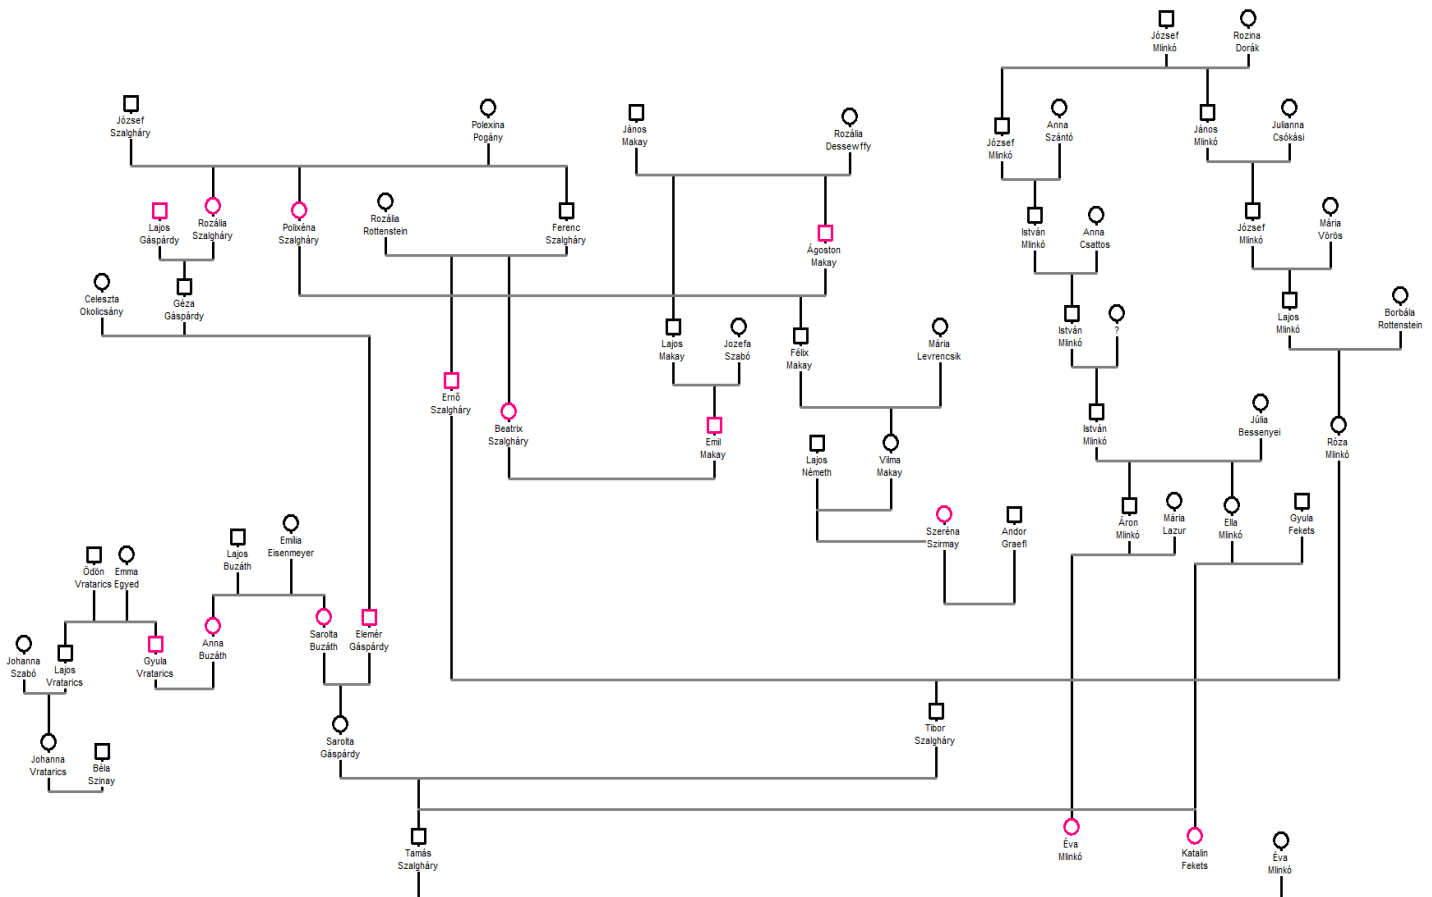 József
Mlinkó
Rozina
Dorák
József
Szalgháry
Polexina
Pogány
János
Makay
Rozália
Dessewffy
József
Mlinkó
Anna
Szántó
János
Mlinkó
Julianna
Csókási
Lajos
Gáspárdy
Rozália
Szalgháry
Polixéna
Szalgháry
Rozália
Rottenstein
Ferenc
Szalgháry
Ágoston
Makay
István
Mlinkó
Anna
Csattos
József
Mlinkó
Mária
Vörös
Celeszta
Okolicsány
Géza
Gáspárdy
Lajos
Makay
Jozefa
Szabó
Félix
Makay
Mária
Levrencsik
István
Mlinkó
?
Lajos
Mlinkó
Borbála
Rottenstein
Ernő
Szalgháry
Beatrix
Szalgháry
Emil
Makay
Lajos
Németh
Vilma
Makay
István
Mlinkó
Júlia
Bessenyei
Róza
Mlinkó
Ödön
Vratarics
Emma
Egyed
Lajos
Buzáth
Emília
Eisenmeyer
Szeréna
Szirmay
Andor
Graefl
Áron
Mlinkó
Mária
Lazur
Ella
Mlinkó
Gyula
Fekets
Johanna
Szabó
Lajos
Vratarics
Gyula
Vratarics
Anna
Buzáth
Sarolta
Buzáth
Elemér
Gáspárdy
Johanna
Vratarics
Béla
Szinay
Sarolta
Gáspárdy
Tibor
Szalgháry
Tamás
Szalgháry
Éva
Mlinkó
Katalin
Fekets
Éva
Mlinkó